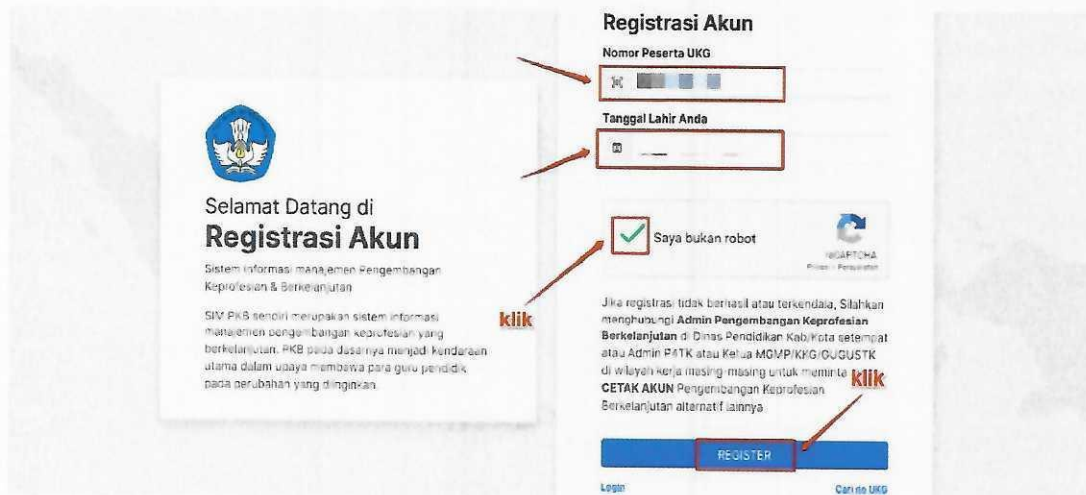 Selamat Datang di
Registrasi Akun
Sistem informasi manajemen Pengembangan
Keprofesian & Berkelanjutan
SIM PKB sendiri merupakan sistem informasi
manajemen pengembangan keprofesian yang
berkelanjutan. PKB pada dasarnya menjadi kendaraan
utama dalam upaya membawa para guru pendidik
pada perubahan yang diinginkan.
klik
Registrasi Akun
Nomor Peserta UKG
Tanggal Lahir Anda
Saya bukan robot
reCAPTCHA
Jika registrasi tidak berhasil atau terkendala, Silahkan
menghubungi Admin Pengembangan Keprofesian
Berkelanjutan di Dinas Pendidikan Kab/Kota setempat
atau Admin P4TK atau Ketua MGMP/KKG/GUGUSTK
di wilayah kerja masing-masing untuk meminta
klik
CETAK AKUN Pengembangan Keprofesian
Berkelanjutan alternatif lainnya
REGISTER
Login
Cari no UKG